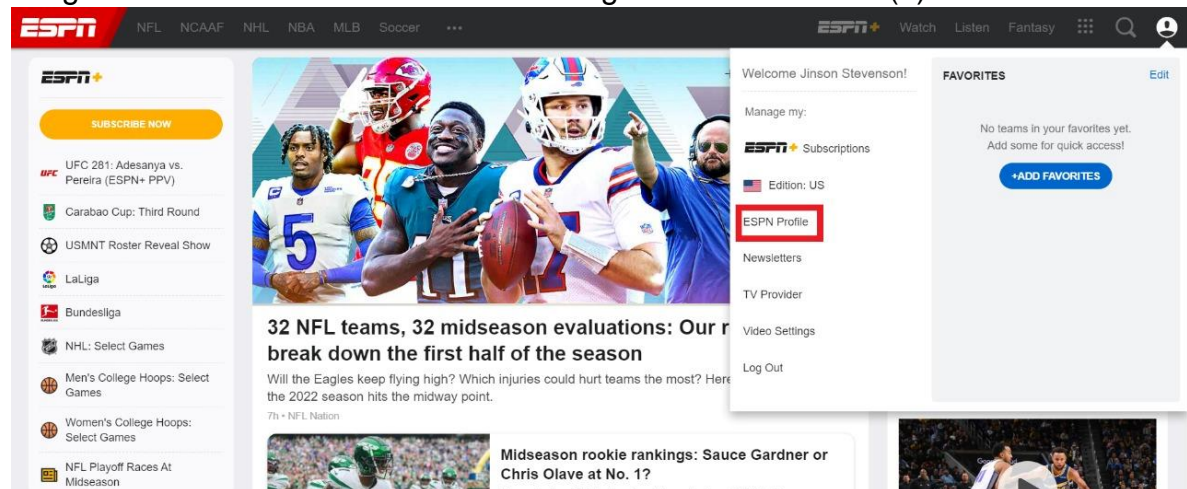 ESPN NFL NCAAF NHL NBA MLB Soccer ••• ESPN+ Watch Listen Fantasy
ESPN+
SUBSCRIBE NOW
UFC
UFC 281: Adesanya vs.
Pereira (ESPN+ PPV)
Carabao Cup: Third Round
USMNT Roster Reveal Show
LaLiga
Bundesliga
NHL: Select Games
Men's College Hoops: Select
Games
Women's College Hoops:
Select Games
NFL Playoff Races At
Midseason
5
11
17
32 NFL teams, 32 midseason evaluations: Our
break down the first half of the season
Will the Eagles keep flying high? Which injuries could hurt teams the most? Here
the 2022 season hits the midway point.
7h • NFL Nation
Midseason rookie rankings: Sauce Gardner or
Chris Olave at No. 1?
Welcome Jinson Stevenson!
Manage my:
ESPN+ Subscriptions
Edition: US
ESPN Profile
Newsletters
TV Provider
Video Settings
Log Out
FAVORITES Edit
No teams in your favorites yet.
Add some for quick access!
+ADD FAVORITES